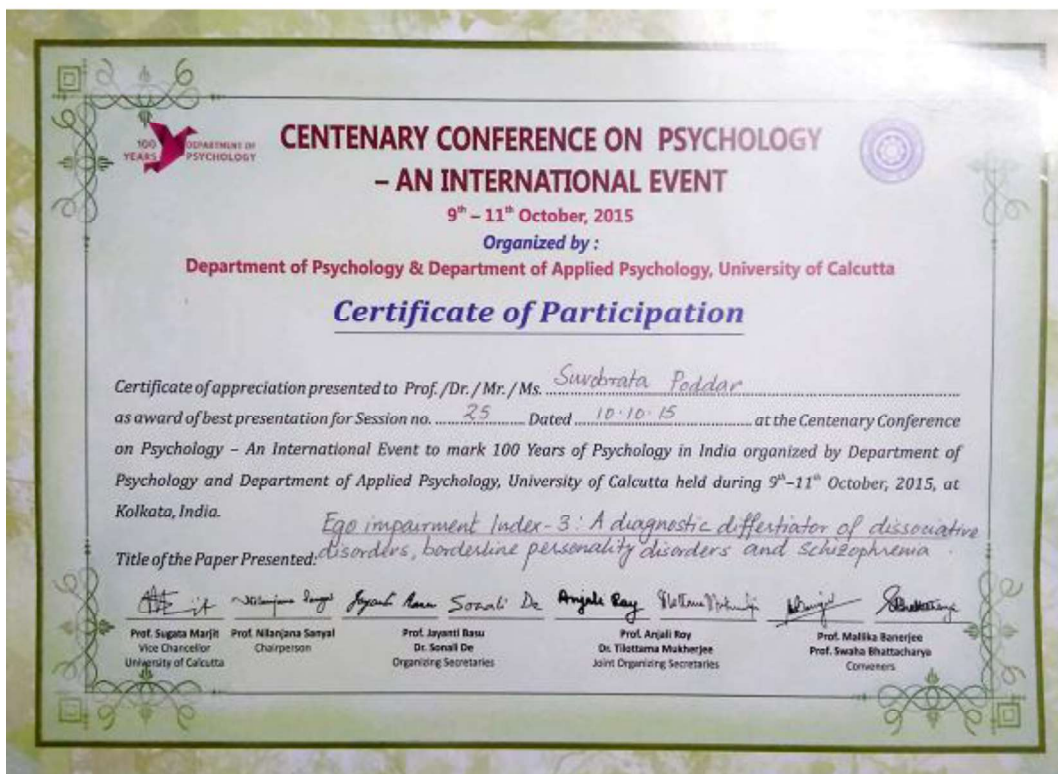 100 YEARS
DEPARTMENT OF PSYCHOLOGY
CENTENARY CONFERENCE ON PSYCHOLOGY
– AN INTERNATIONAL EVENT
9th – 11th October, 2015
Organized by :
Department of Psychology & Department of Applied Psychology, University of Calcutta
Certificate of Participation
Certificate of appreciation presented to Prof./Dr./Mr./Ms. Suvobrata Poddar
as award of best presentation for Session no. 25 Dated 10.10.15 at the Centenary Conference
on Psychology – An International Event to mark 100 Years of Psychology in India organized by Department of
Psychology and Department of Applied Psychology, University of Calcutta held during 9th–11th October, 2015, at
Kolkata, India.
Ego impairment Index-3: A diagnostic differtiator of dissociative
Title of the Paper Presented: disorders, borderline personality disorders and schizophrenia.
Sonali De Anjali Ray
Prof. Sugata Marjit Prof. Nilanjana Sanyal Prof. Jayanti Basu Prof. Anjali Roy Prof. Mallika Banerjee
Vice Chancellor Chairperson Dr. Sonali De Dr. Tilottama Mukherjee Prof. Swaha Bhattacharya
University of Calcutta Organizing Secretaries Joint Organizing Secretaries Conveners